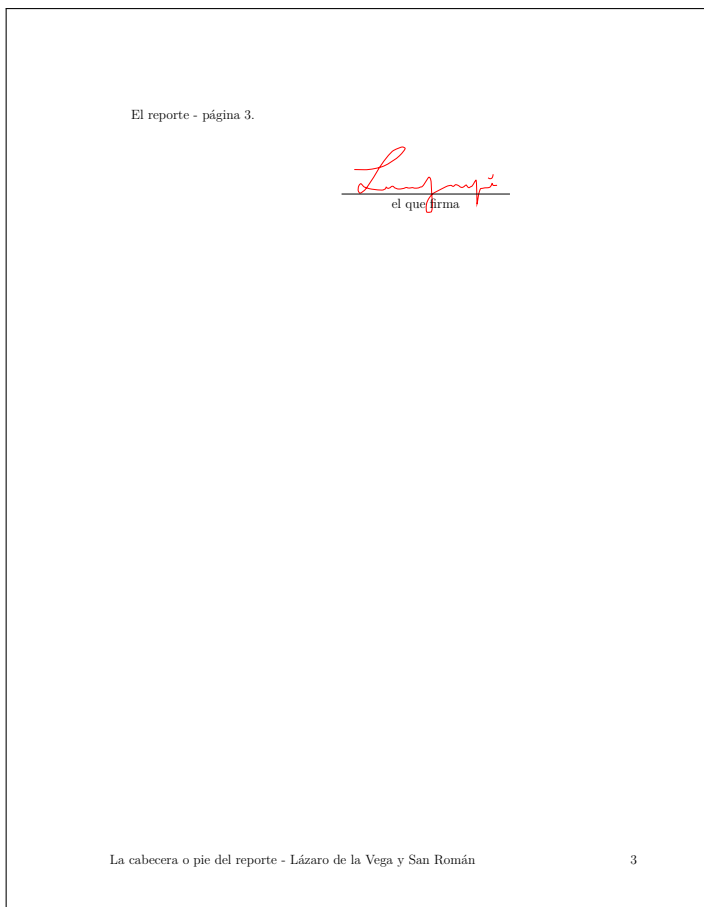 El reporte - página 3.
el que firma
La cabecera o pie del reporte - Lázaro de la Vega y San Román 3